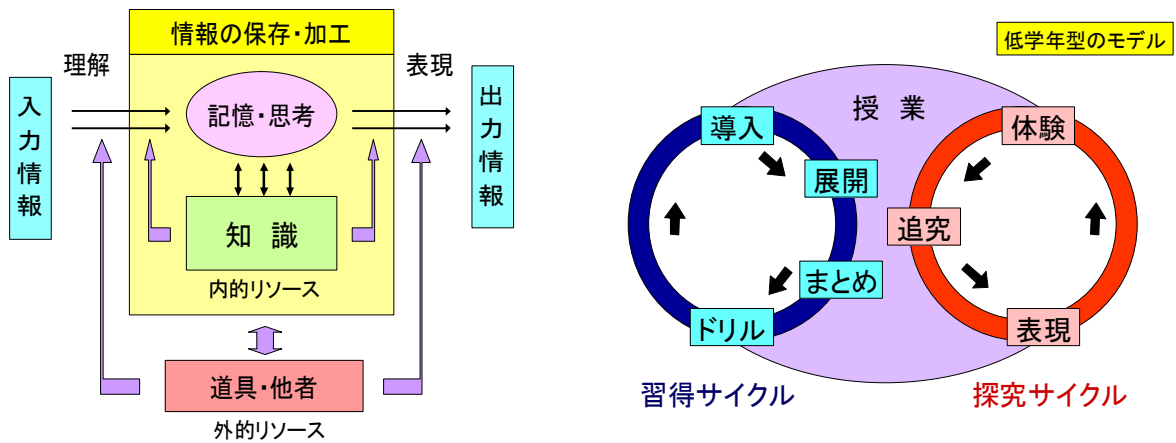 情報の保存・加工
理解
表現
入力情報
記憶・思考
出力情報
知 識
内的リソース
道具・他者
外的リソース
低学年型のモデル
授 業
導入
展開
まとめ
ドリル
体験
追究
表現
習得サイクル
探究サイクル